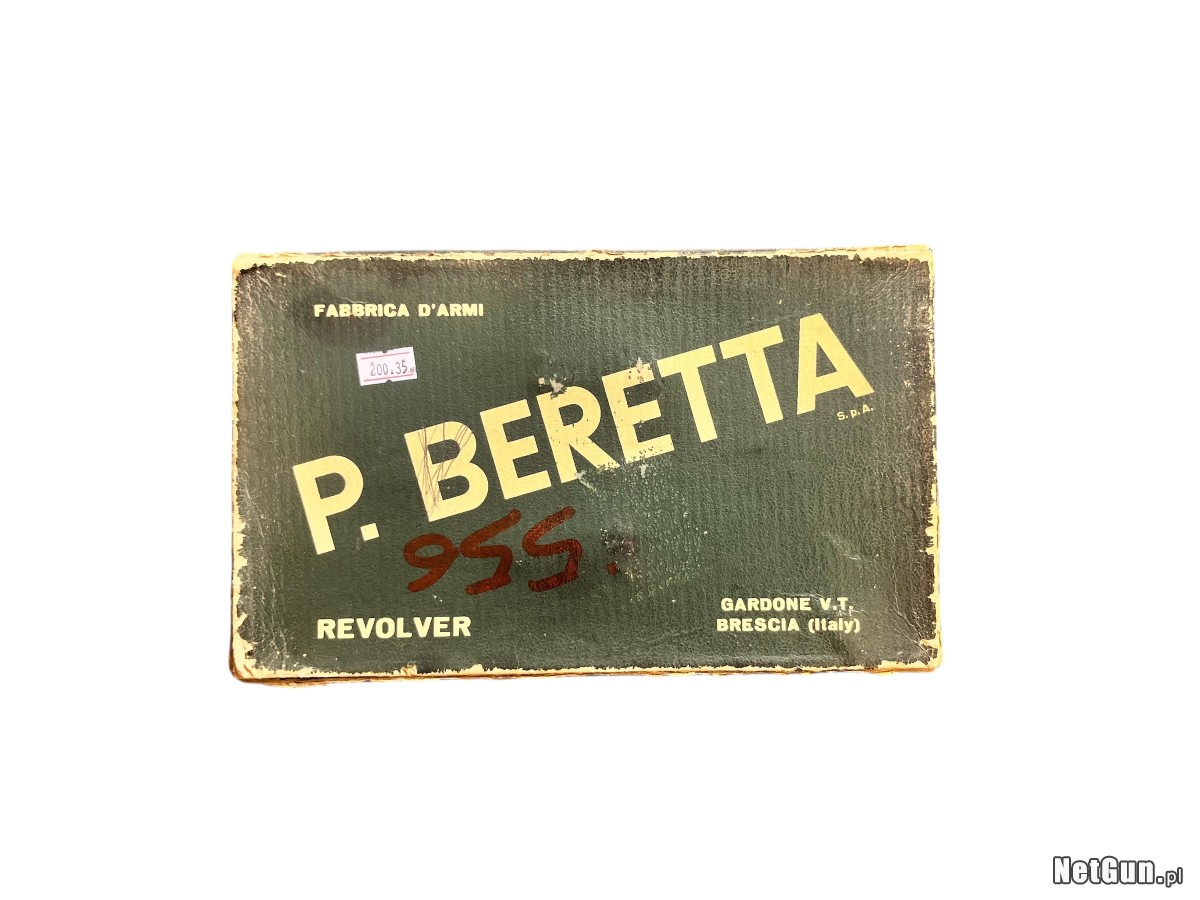 FABBRICA D'ARMI
200.35
P. BERETTA
S.p.A.
955
REVOLVER
GARDONE V.T.
BRESCIA (Italy)
NetGun.pl